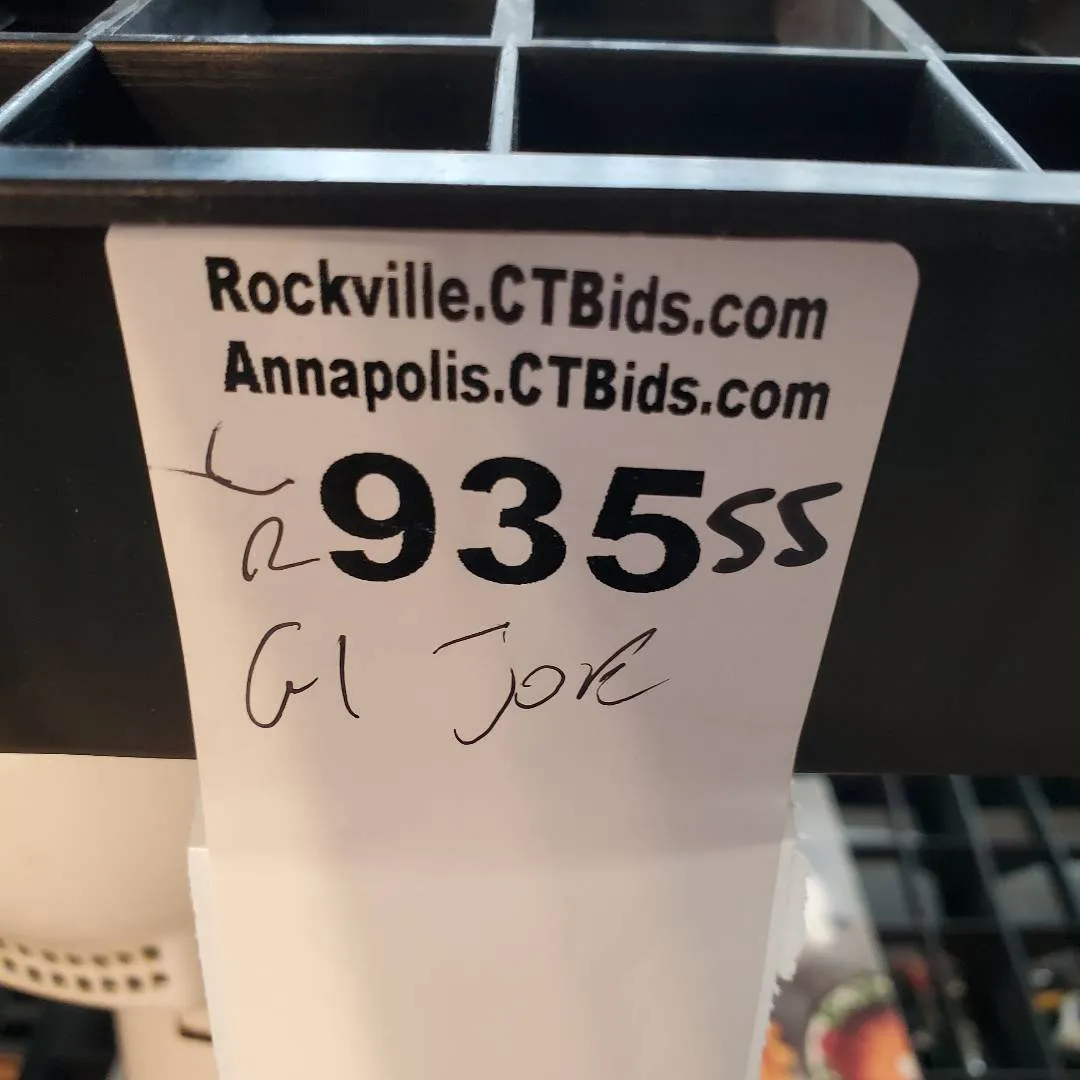 Rockville.CTBids.com
Annapolis.CTBids.com
935SS
R
GI Joe